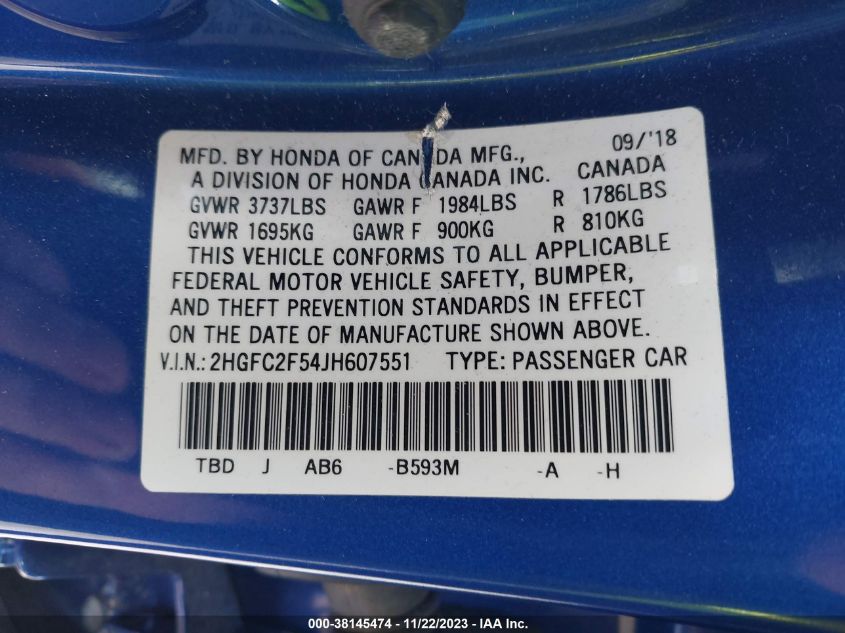 09/'18
MFD. BY HONDA OF CANADA MFG.,
A DIVISION OF HONDA CANADA INC. CANADA
GVWR 3737LBS GAWR F 1984LBS R 1786LBS
GVWR 1695KG GAWR F 900KG R 810KG
THIS VEHICLE CONFORMS TO ALL APPLICABLE
FEDERAL MOTOR VEHICLE SAFETY, BUMPER,
AND THEFT PREVENTION STANDARDS IN EFFECT
ON THE DATE OF MANUFACTURE SHOWN ABOVE.
V.I.N.: 2HGFC2F54JH607551 TYPE: PASSENGER CAR
TBD J AB6 -B593M -A -H
000-38145474 - 11/22/2023 - IAA Inc.